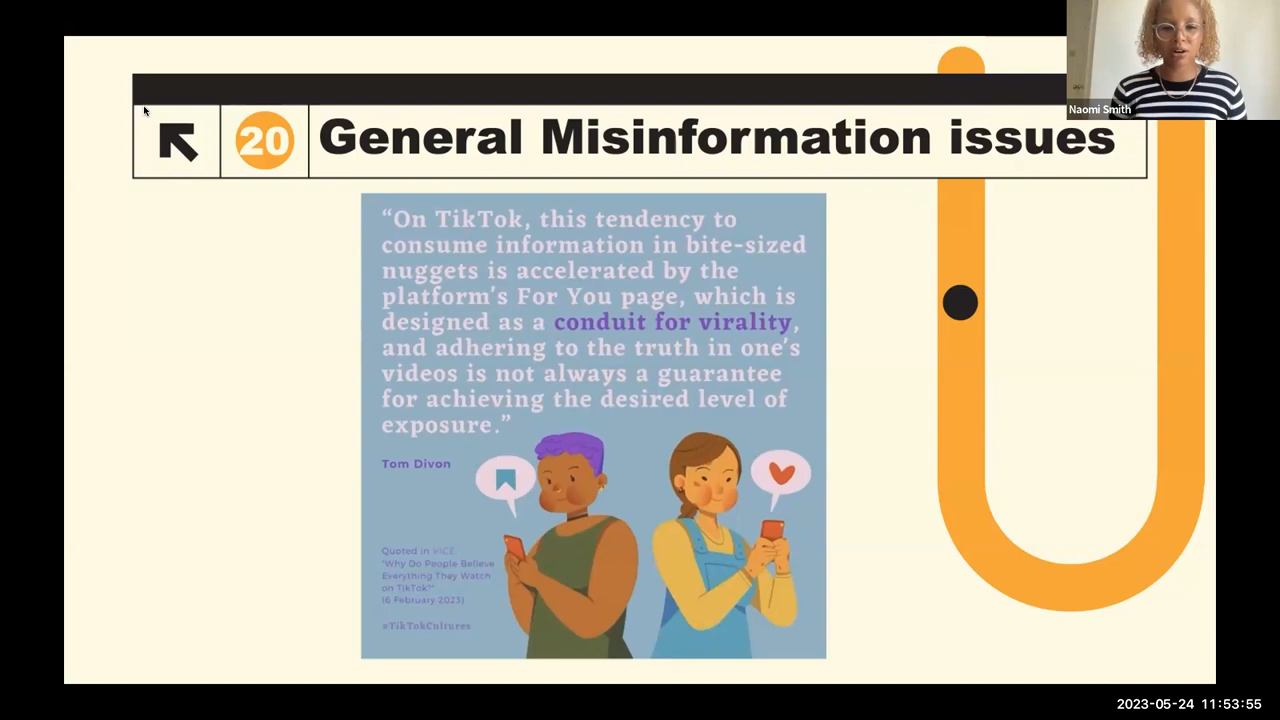 Naomi Smith
20 General Misinformation issues
“On TikTok, this tendency to
consume information in bite-sized
nuggets is accelerated by the
platform's For You page, which is
designed as a conduit for virality,
and adhering to the truth in one's
videos is not always a guarantee
for achieving the desired level of
exposure.”
Tom Divon
Quoted in VICE,
"Why Do People Believe
Everything They Watch
on TikTok?"
(6 February 2023)
#TikTokCultures
2023-05-24 11:53:55